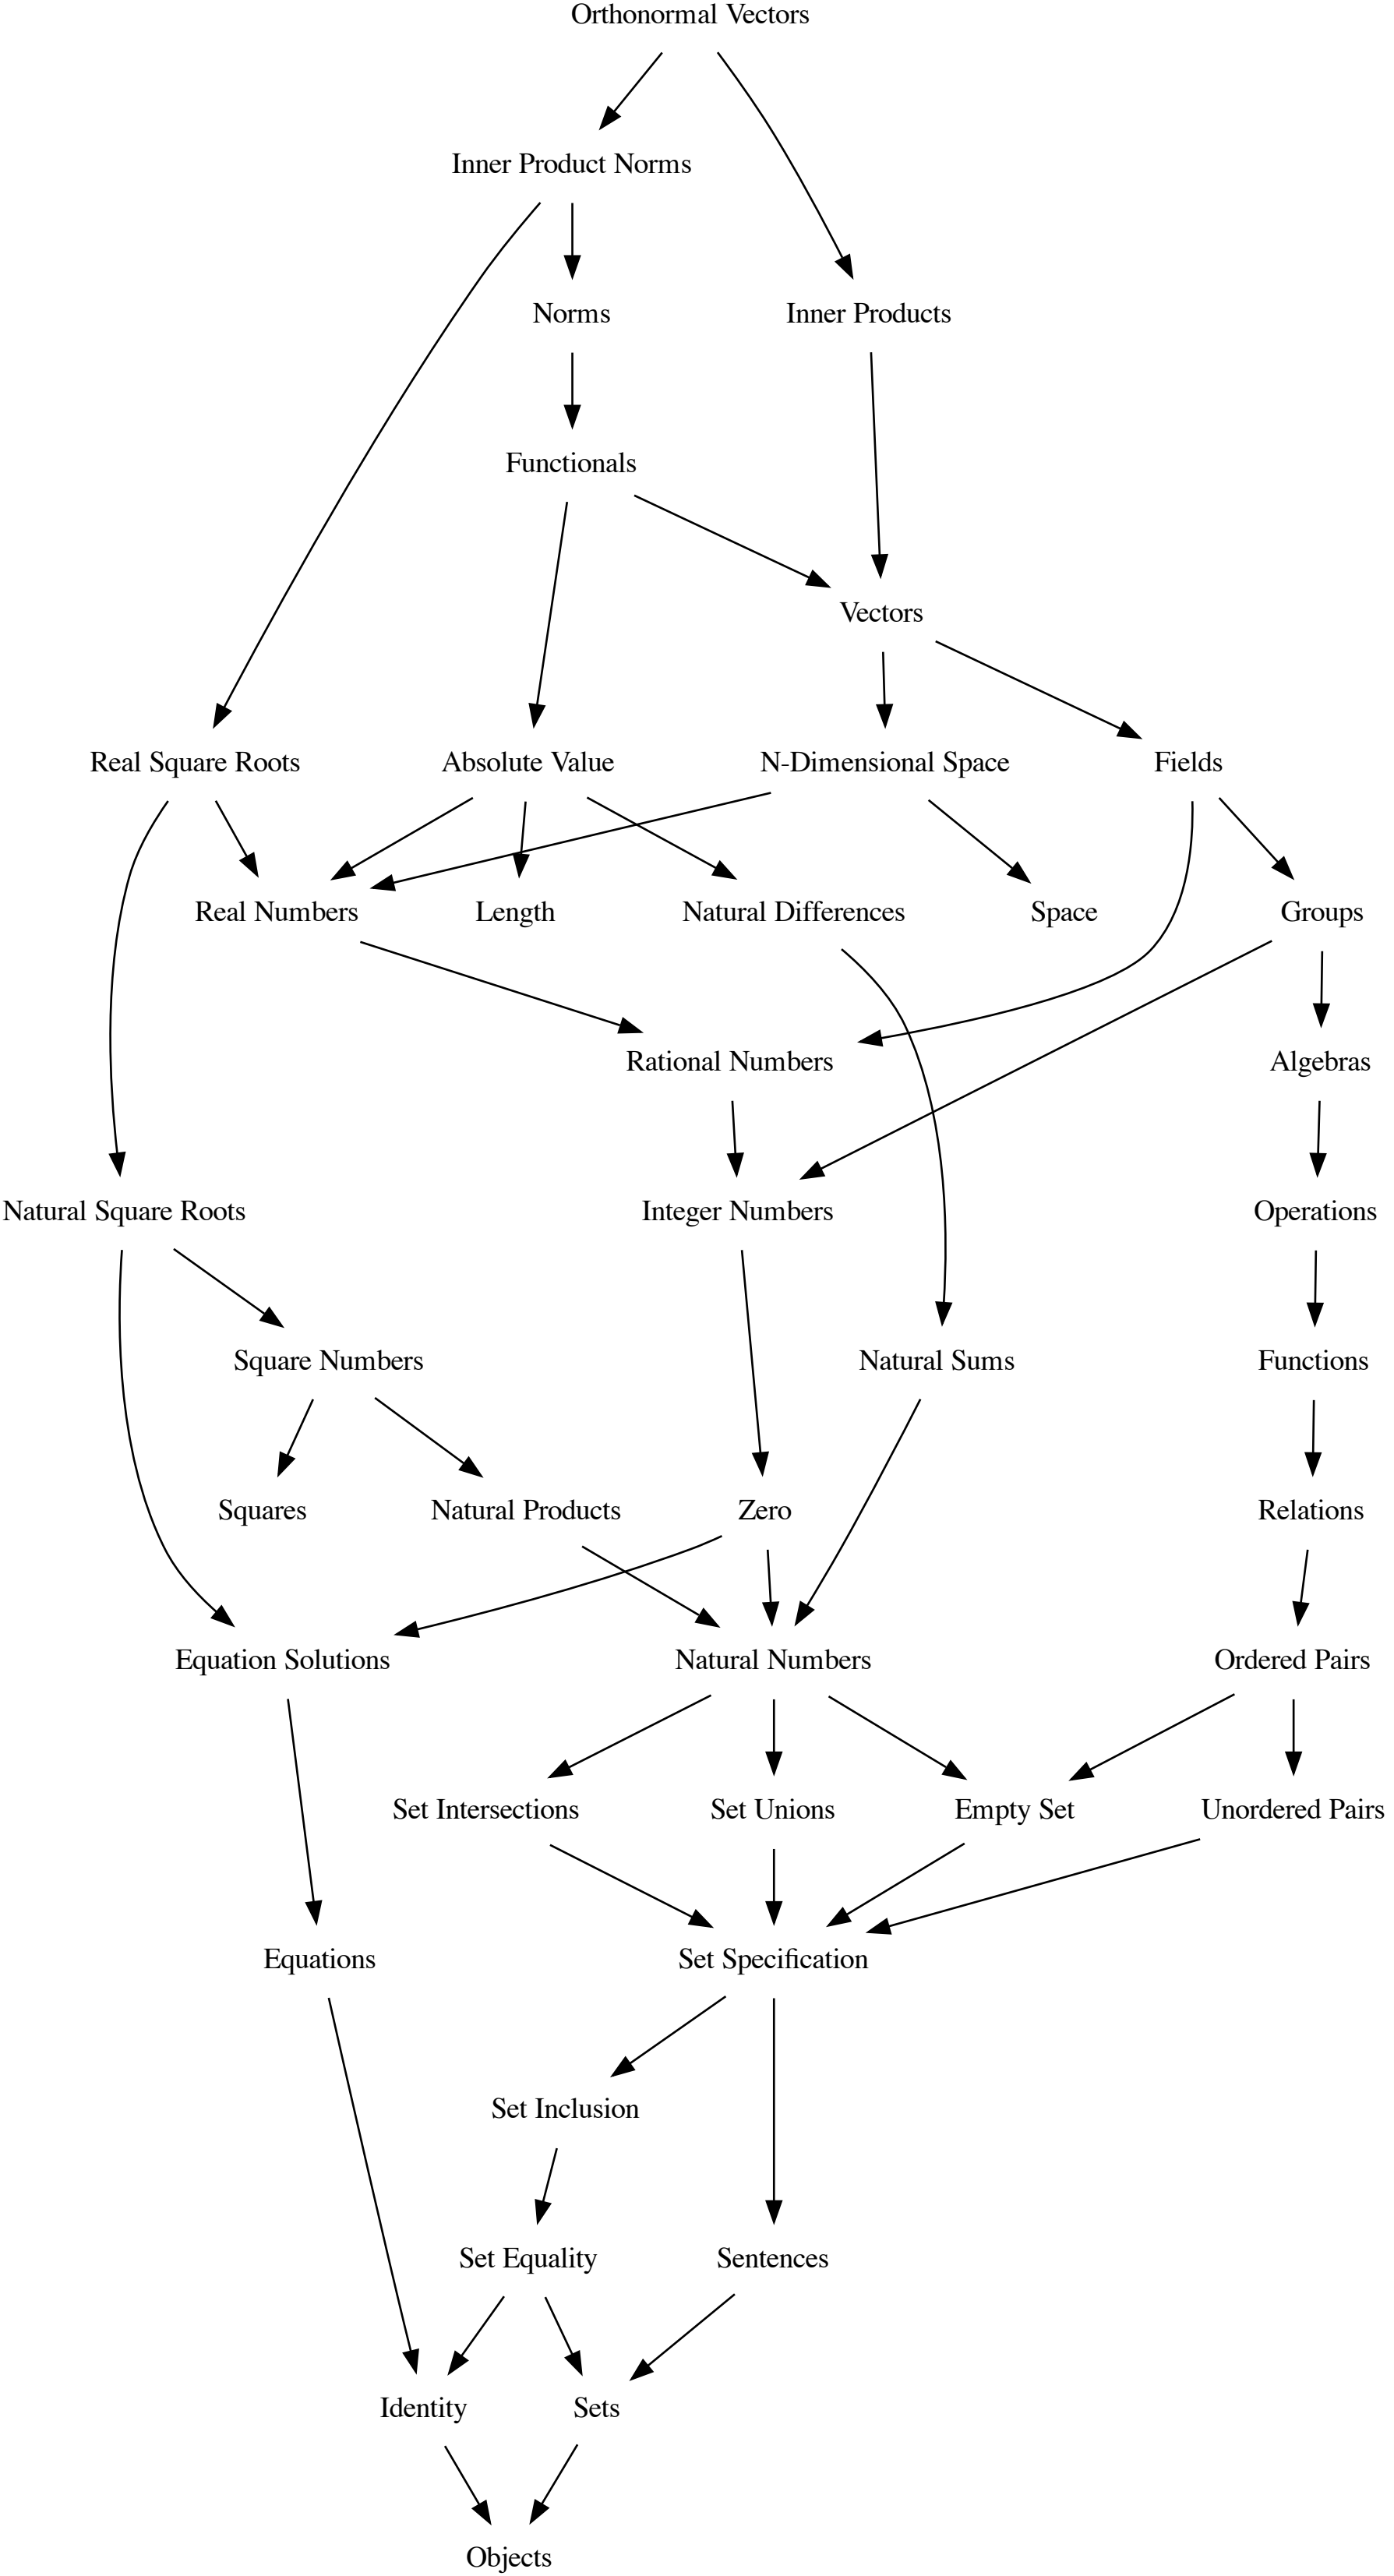 Orthonormal Vectors
Inner Product Norms
Norms
Inner Products
Functionals
Vectors
Real Square Roots
Absolute Value
N-Dimensional Space
Fields
Real Numbers
Length
Natural Differences
Space
Groups
Rational Numbers
Algebras
Natural Square Roots
Integer Numbers
Operations
Square Numbers
Natural Sums
Functions
Squares
Natural Products
Zero
Relations
Equation Solutions
Natural Numbers
Ordered Pairs
Set Intersections
Set Unions
Empty Set
Unordered Pairs
Equations
Set Specification
Set Inclusion
Set Equality
Sentences
Identity
Sets
Objects